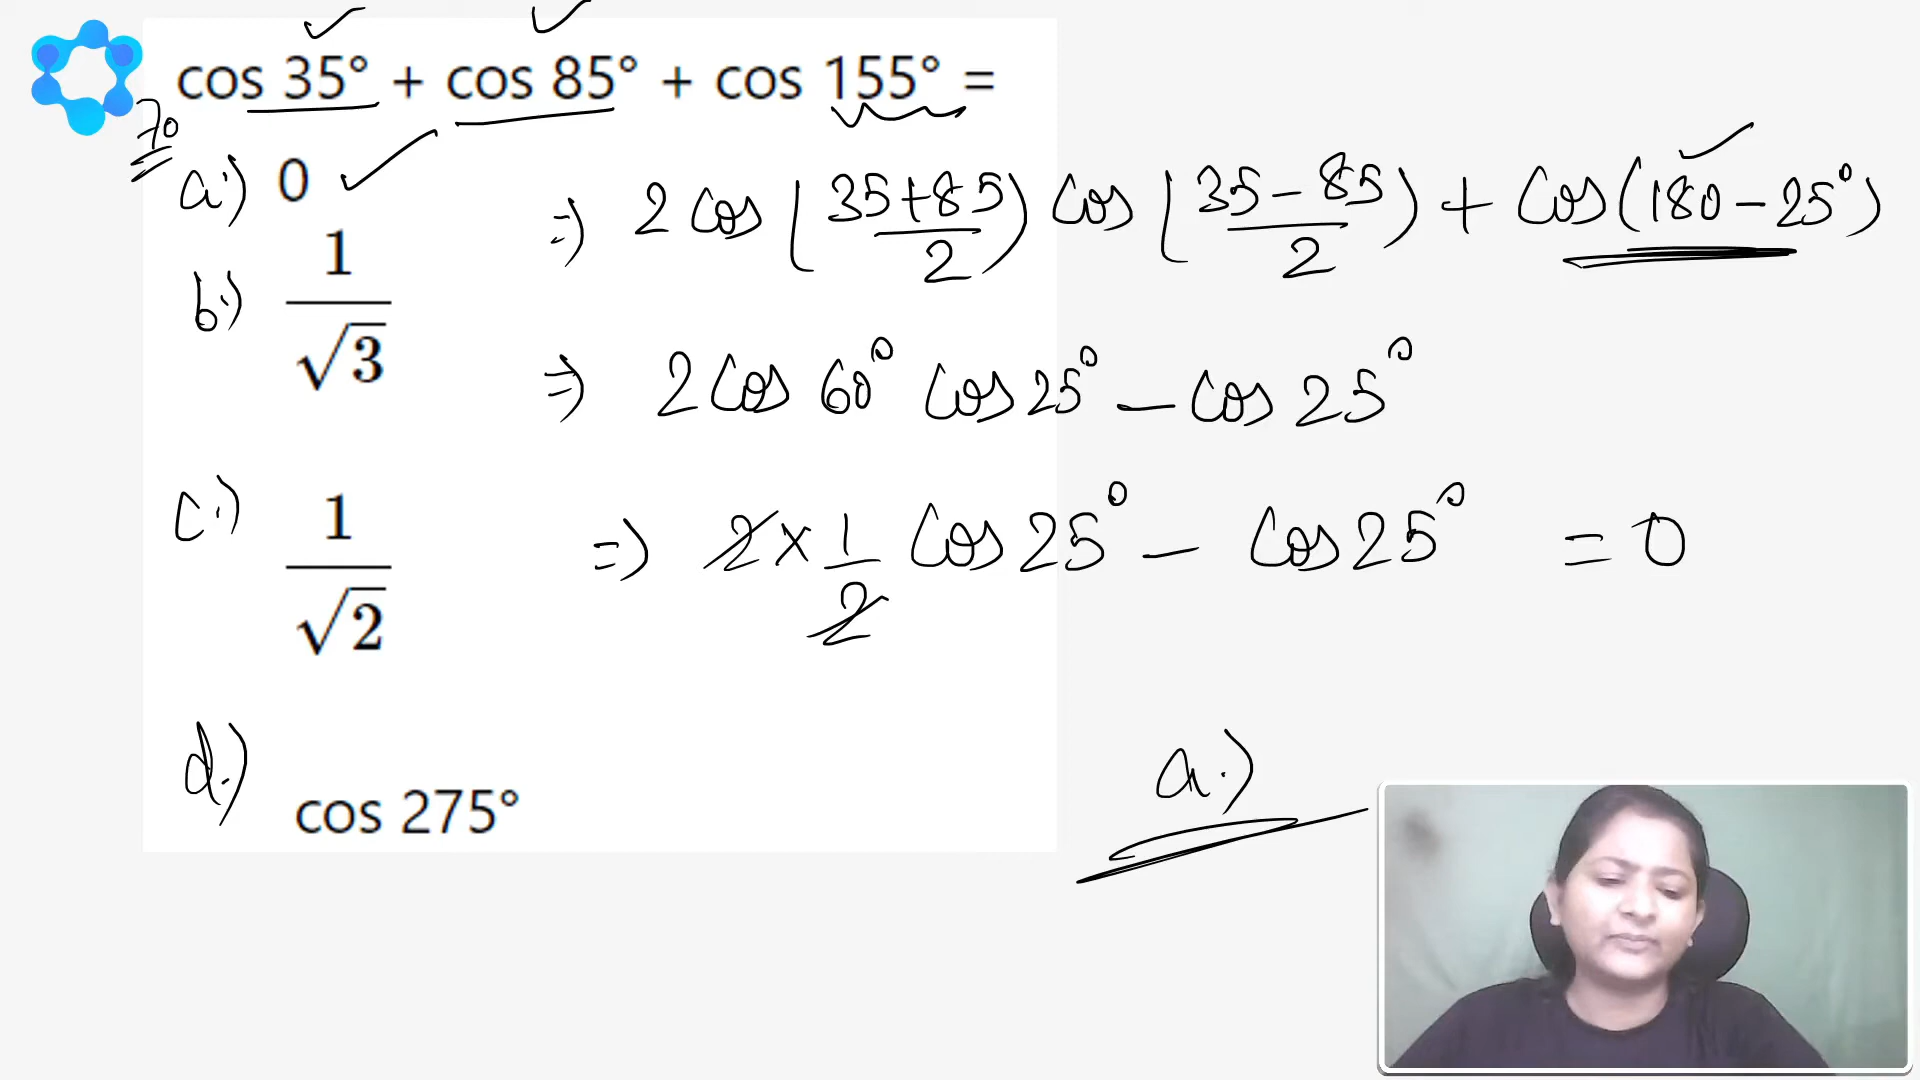 cos 35° + cos 85° + cos 155° =
70
a.) 0
⇒ 2 cos (35+85/2) cos (35-85/2) + cos(180-25°)
b.) 1/√3
⇒ 2 cos 60° cos 25° - cos 25°
c.) 1/√2
⇒ 2 × 1/2 cos 25° - cos 25° = 0
d.) cos 275°
a.)